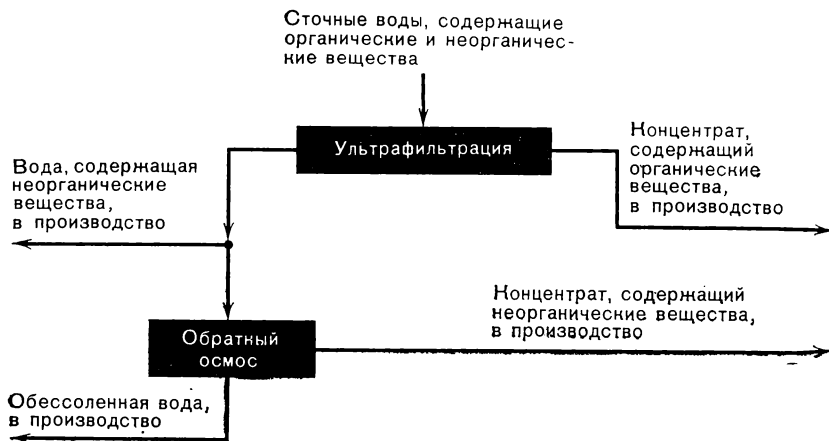 Сточные воды, содержащие
органические и неорганичес-
кие вещества
Ультрафильтрация
Концентрат,
содержащий
органические
вещества,
в производство
Вода, содержащая
неорганические
вещества,
в производство
Концентрат, содержащий
неорганические вещества,
в производство
Обратный
осмос
Обессоленная вода,
в производство